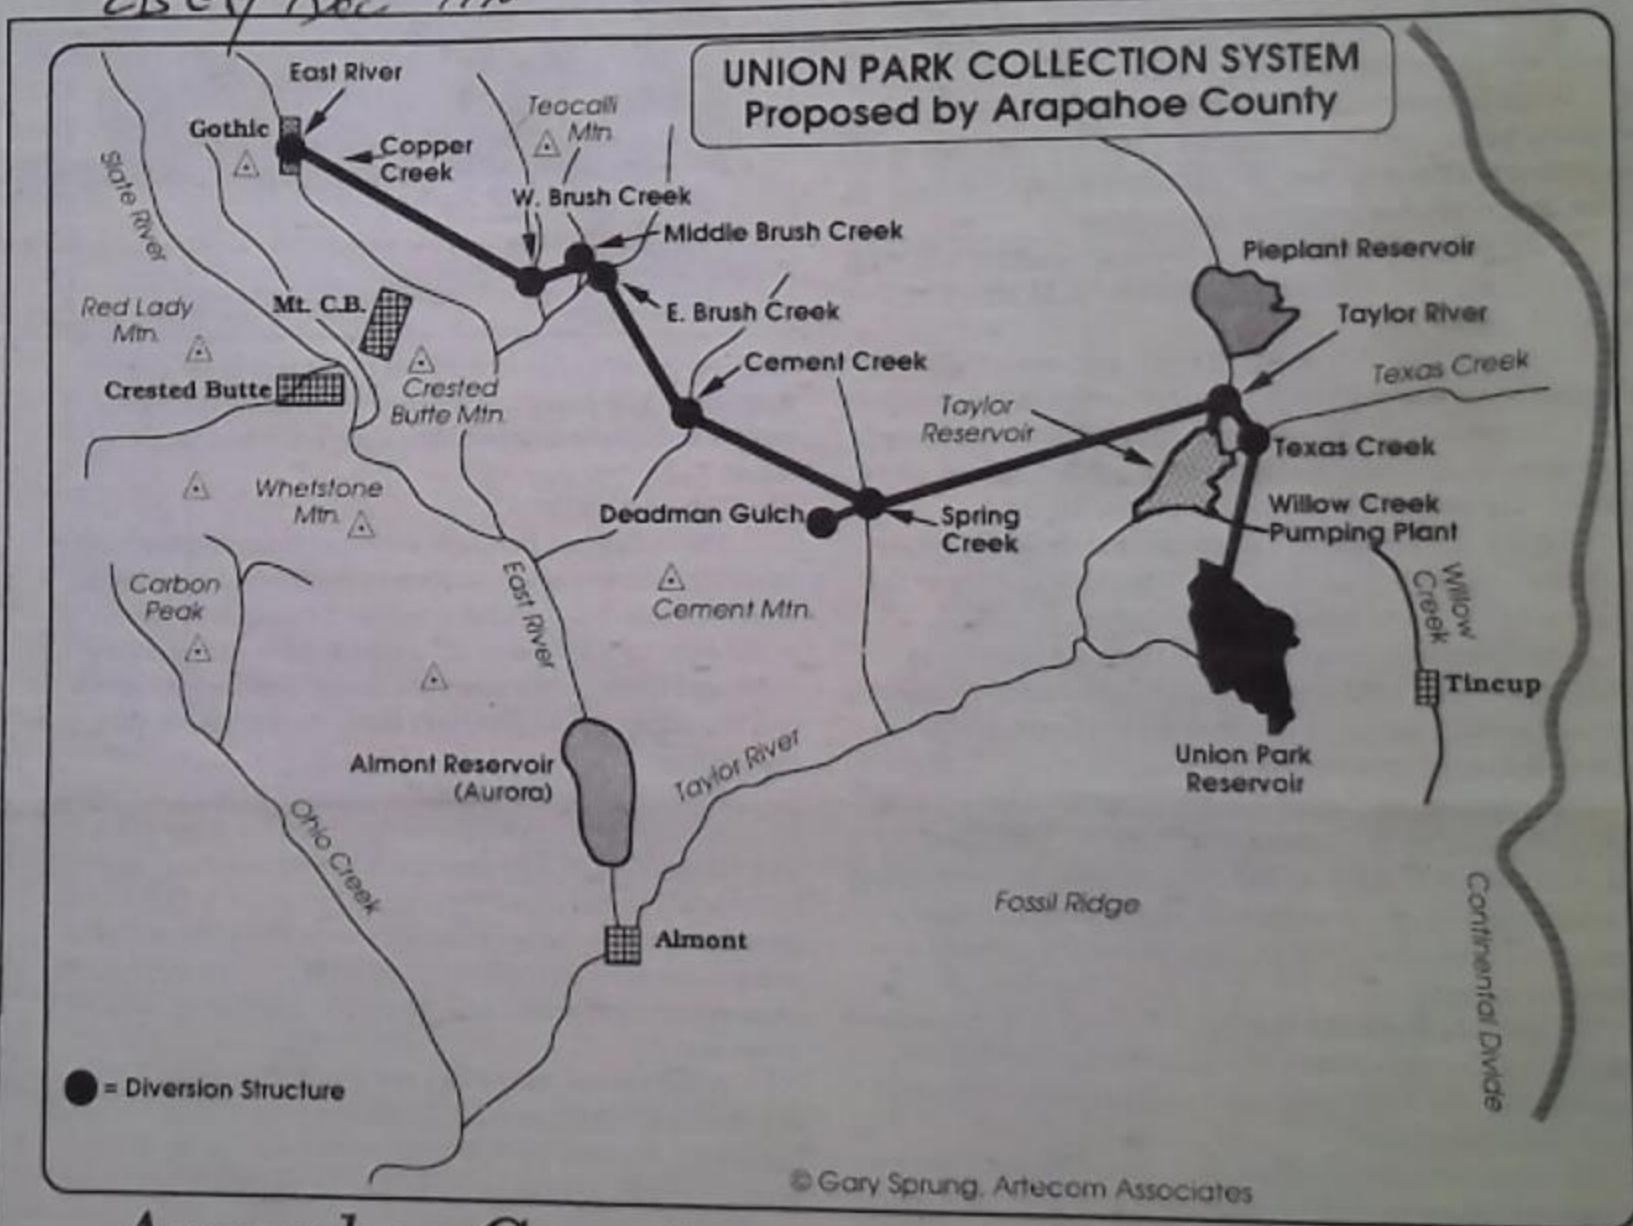 UNION PARK COLLECTION SYSTEM
Proposed by Arapahoe County
East River
Gothic
Copper
Creek
Teocalli
Mtn.
W. Brush Creek
Middle Brush Creek
Slate River
Pieplant Reservoir
Red Lady
Mtn.
Mt. C.B.
E. Brush Creek
Taylor River
Cement Creek
Texas Creek
Crested Butte
Crested
Butte Mtn.
Taylor
Reservoir
Texas Creek
Whetstone
Mtn.
Deadman Gulch
Spring
Creek
Willow Creek
Pumping Plant
Carbon
Peak
East River
Cement Mtn.
Willow
Creek
Tincup
Almont Reservoir
(Aurora)
Taylor River
Union Park
Reservoir
Ohio Creek
Fossil Ridge
Continental Divide
Almont
= Diversion Structure
© Gary Sprung, Artecom Associates